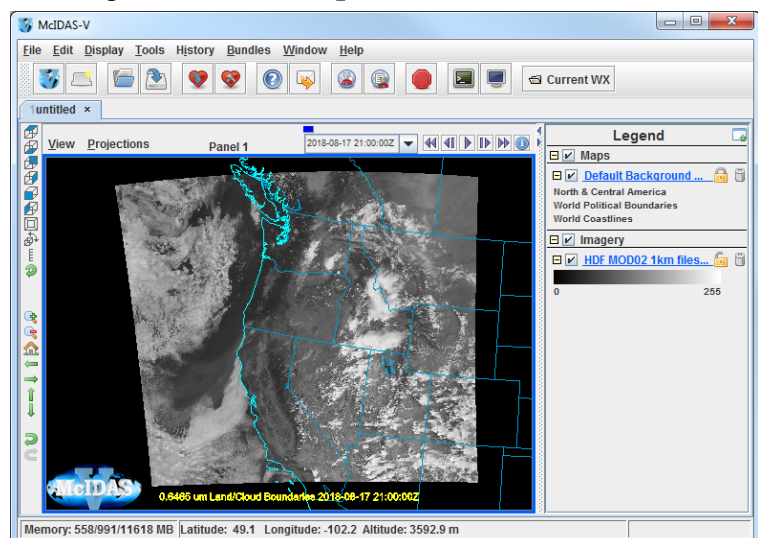 McIDAS-V
File Edit Display Tools History Bundles Window Help
Current WX
1untitled ×
View Projections Panel 1 2018-08-17 21:00:00Z
Legend
Maps
Default Background ...
North & Central America
World Political Boundaries
World Coastlines
Imagery
HDF MOD02 1km files...
0 255
McIDAS V
0.6465 um Land/Cloud Boundaries 2018-08-17 21:00:00Z
Memory: 558/991/11618 MB Latitude: 49.1 Longitude: -102.2 Altitude: 3592.9 m